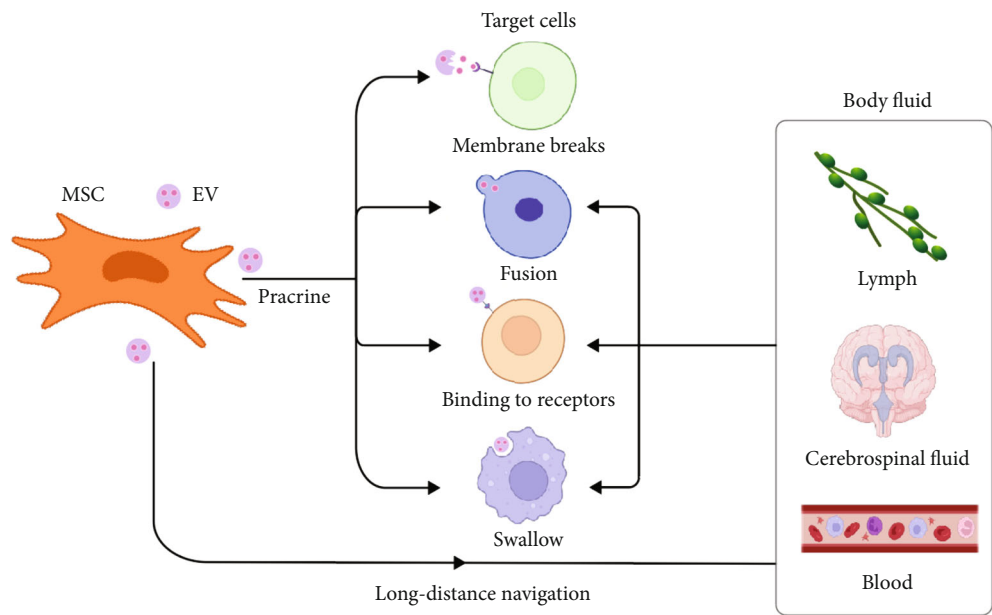 Target cells
Membrane breaks
MSC
EV
Pracrine
Fusion
Binding to receptors
Swallow
Long-distance navigation
Body fluid
Lymph
Cerebrospinal fluid
Blood